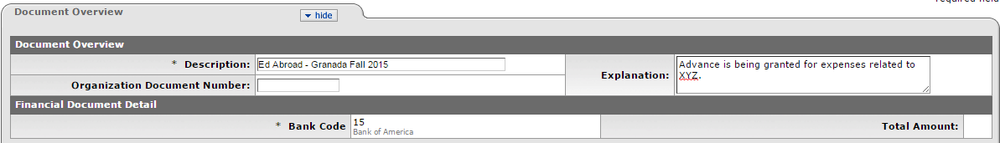 required field
Document Overview
hide
Document Overview
* Description: Ed Abroad - Granada Fall 2015
Explanation: Advance is being granted for expenses related to
XYZ.
Organization Document Number:
Financial Document Detail
* Bank Code 15
Bank of America
Total Amount: